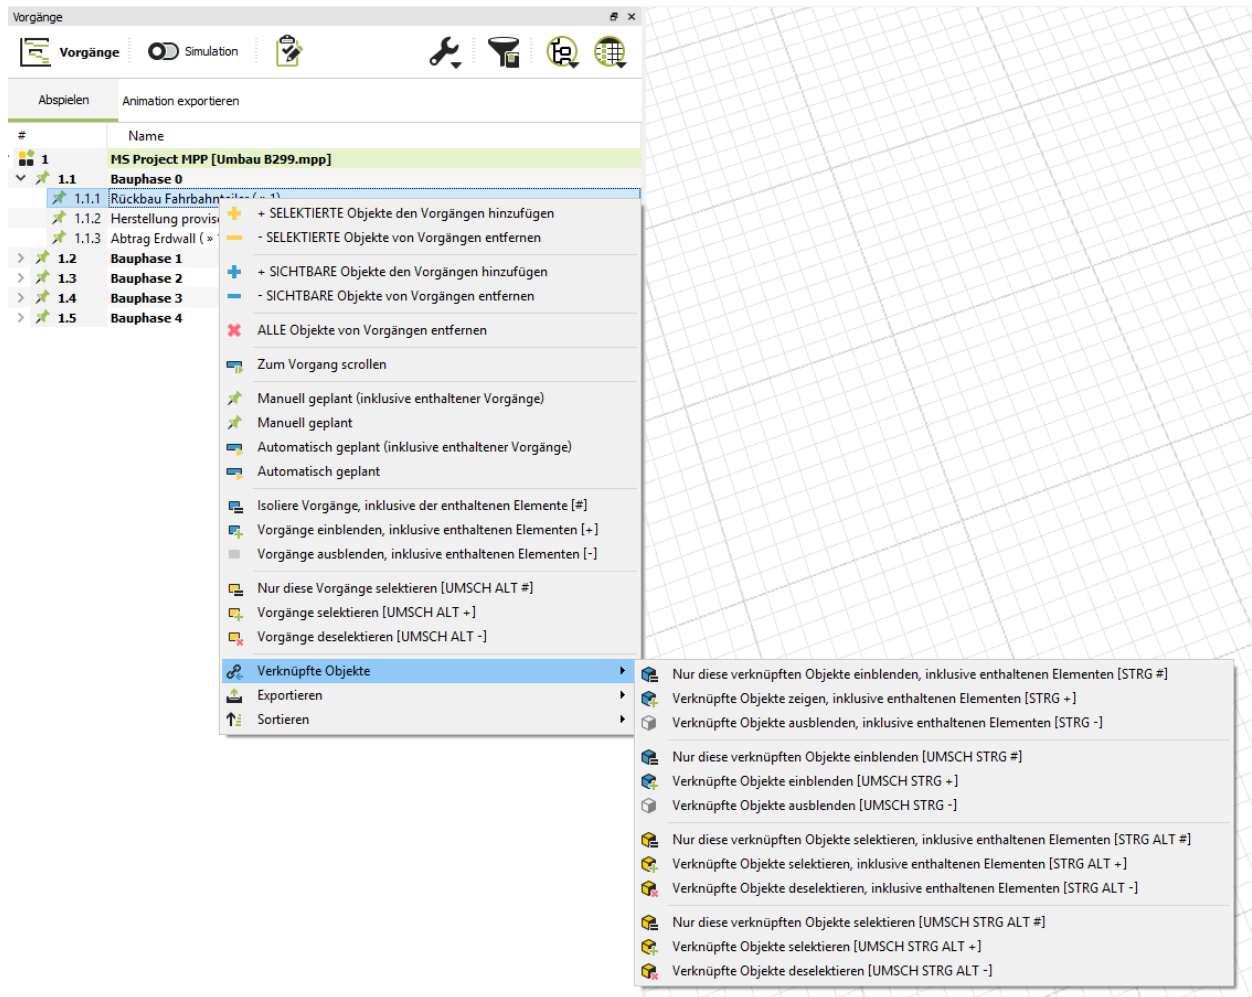 Vorgänge
Vorgänge Simulation
Abspielen Animation exportieren
# Name
1 MS Project MPP [Umbau B299.mpp]
1.1 Bauphase 0
1.1.1 Rückbau Fahrbahnteiler ( » 1)
1.1.2 Herstellung provis
1.1.3 Abtrag Erdwall ( »
1.2 Bauphase 1
1.3 Bauphase 2
1.4 Bauphase 3
1.5 Bauphase 4
+ SELEKTIERTE Objekte den Vorgängen hinzufügen
- SELEKTIERTE Objekte von Vorgängen entfernen
+ SICHTBARE Objekte den Vorgängen hinzufügen
- SICHTBARE Objekte von Vorgängen entfernen
ALLE Objekte von Vorgängen entfernen
Zum Vorgang scrollen
Manuell geplant (inklusive enthaltener Vorgänge)
Manuell geplant
Automatisch geplant (inklusive enthaltener Vorgänge)
Automatisch geplant
Isoliere Vorgänge, inklusive der enthaltenen Elemente [#]
Vorgänge einblenden, inklusive enthaltenen Elementen [+]
Vorgänge ausblenden, inklusive enthaltenen Elementen [-]
Nur diese Vorgänge selektieren [UMSCH ALT #]
Vorgänge selektieren [UMSCH ALT +]
Vorgänge deselektieren [UMSCH ALT -]
Verknüpfte Objekte
Exportieren
Sortieren
Nur diese verknüpften Objekte einblenden, inklusive enthaltenen Elementen [STRG #]
Verknüpfte Objekte zeigen, inklusive enthaltenen Elementen [STRG +]
Verknüpfte Objekte ausblenden, inklusive enthaltenen Elementen [STRG -]
Nur diese verknüpften Objekte einblenden [UMSCH STRG #]
Verknüpfte Objekte einblenden [UMSCH STRG +]
Verknüpfte Objekte ausblenden [UMSCH STRG -]
Nur diese verknüpften Objekte selektieren, inklusive enthaltenen Elementen [STRG ALT #]
Verknüpfte Objekte selektieren, inklusive enthaltenen Elementen [STRG ALT +]
Verknüpfte Objekte deselektieren, inklusive enthaltenen Elementen [STRG ALT -]
Nur diese verknüpften Objekte selektieren [UMSCH STRG ALT #]
Verknüpfte Objekte selektieren [UMSCH STRG ALT +]
Verknüpfte Objekte deselektieren [UMSCH STRG ALT -]